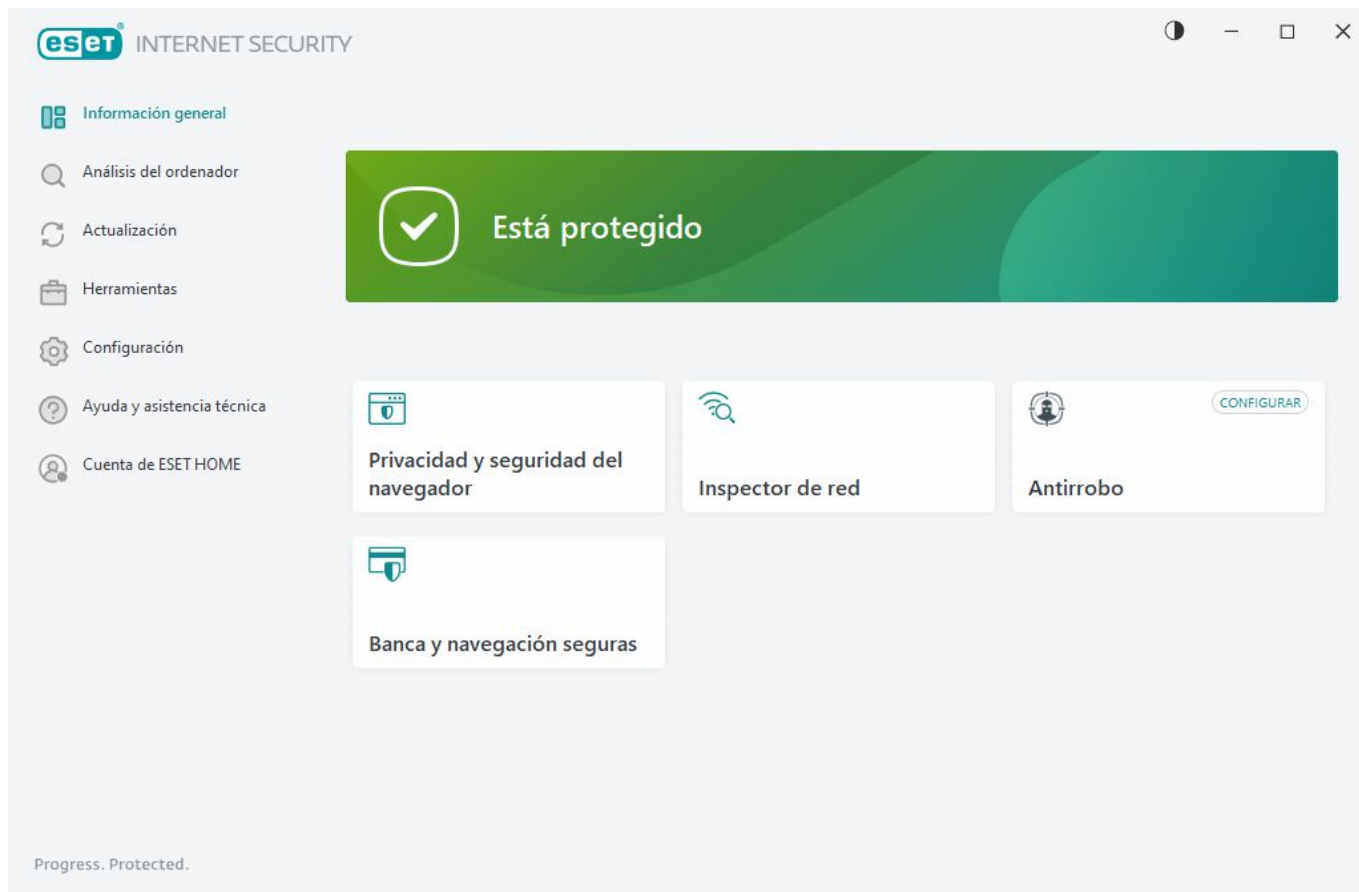 eset® INTERNET SECURITY
Información general
Análisis del ordenador
Actualización
Herramientas
Configuración
Ayuda y asistencia técnica
Cuenta de ESET HOME
Está protegido
Privacidad y seguridad del
navegador
Inspector de red
CONFIGURAR
Antirrobo
Banca y navegación seguras
Progress. Protected.